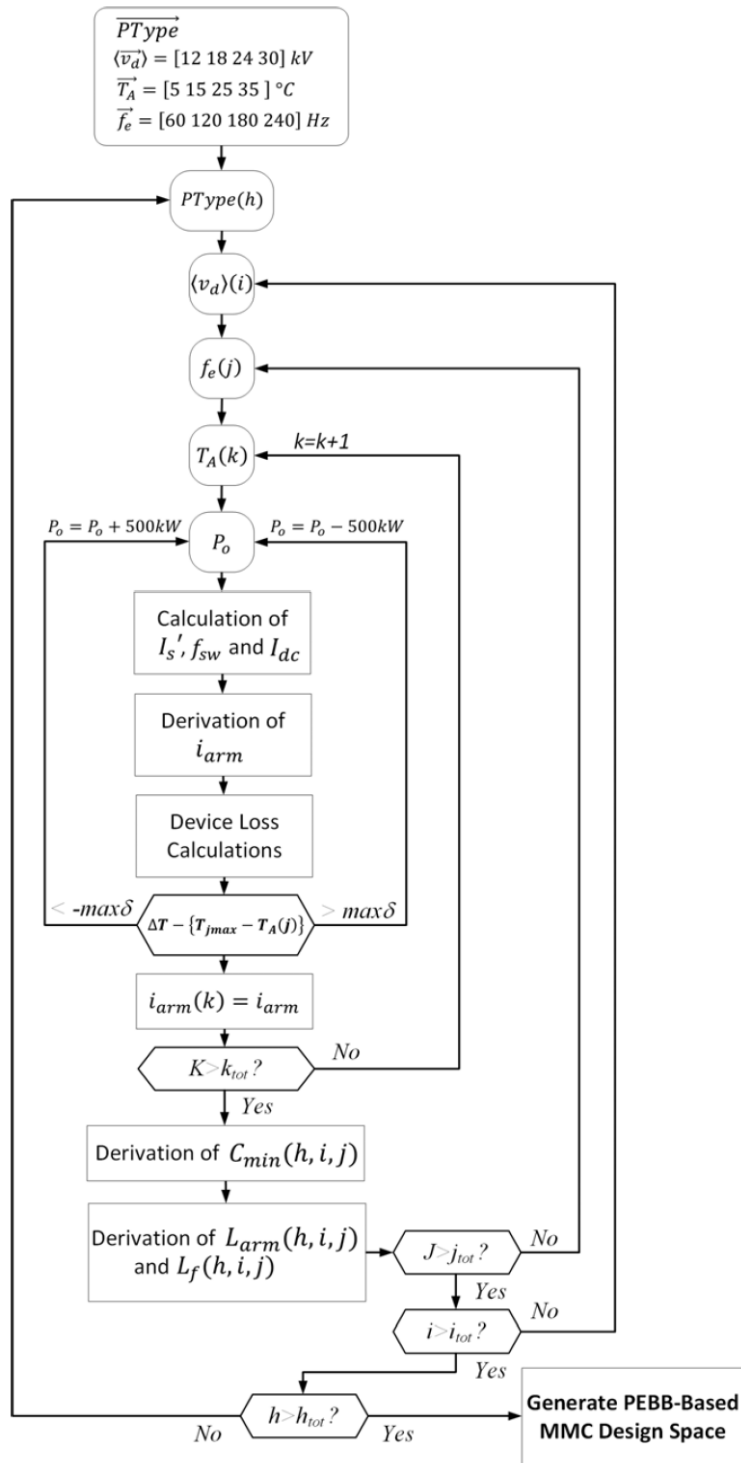 PType
⟨v_d⟩ = [12 18 24 30] kV
T_A = [5 15 25 35 ] °C
f_e = [60 120 180 240] Hz
PType(h)
⟨v_d⟩(i)
f_e(j)
k=k+1
T_A(k)
P_o = P_o + 500kW
P_o = P_o − 500kW
P_o
Calculation of
I_s′, f_sw and I_dc
Derivation of
i_arm
Device Loss
Calculations
< -maxδ
> maxδ
ΔT − {T_jmax − T_A(j)}
i_arm(k) = i_arm
K>k_tot ?
No
Yes
Derivation of C_min(h, i, j)
Derivation of L_arm(h, i, j)
and L_f(h, i, j)
J>j_tot ?
No
Yes
i>i_tot ?
No
Yes
h>h_tot ?
No
Yes
Generate PEBB-Based
MMC Design Space